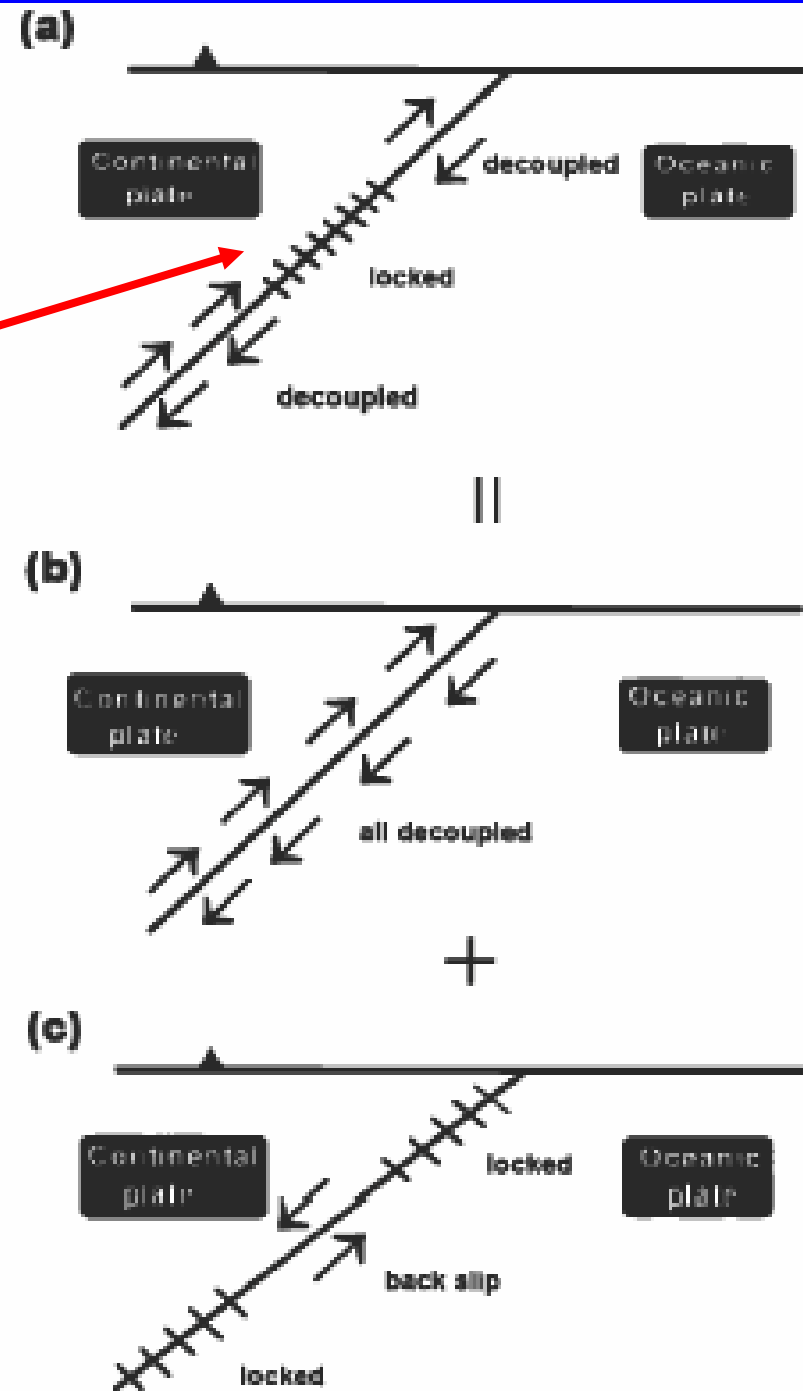 (a)
Continental
plate
decoupled
Oceanic
plate
locked
decoupled
||
(b)
Continental
plate
Oceanic
plate
all decoupled
+
(c)
Continental
plate
locked
Oceanic
plate
back slip
locked